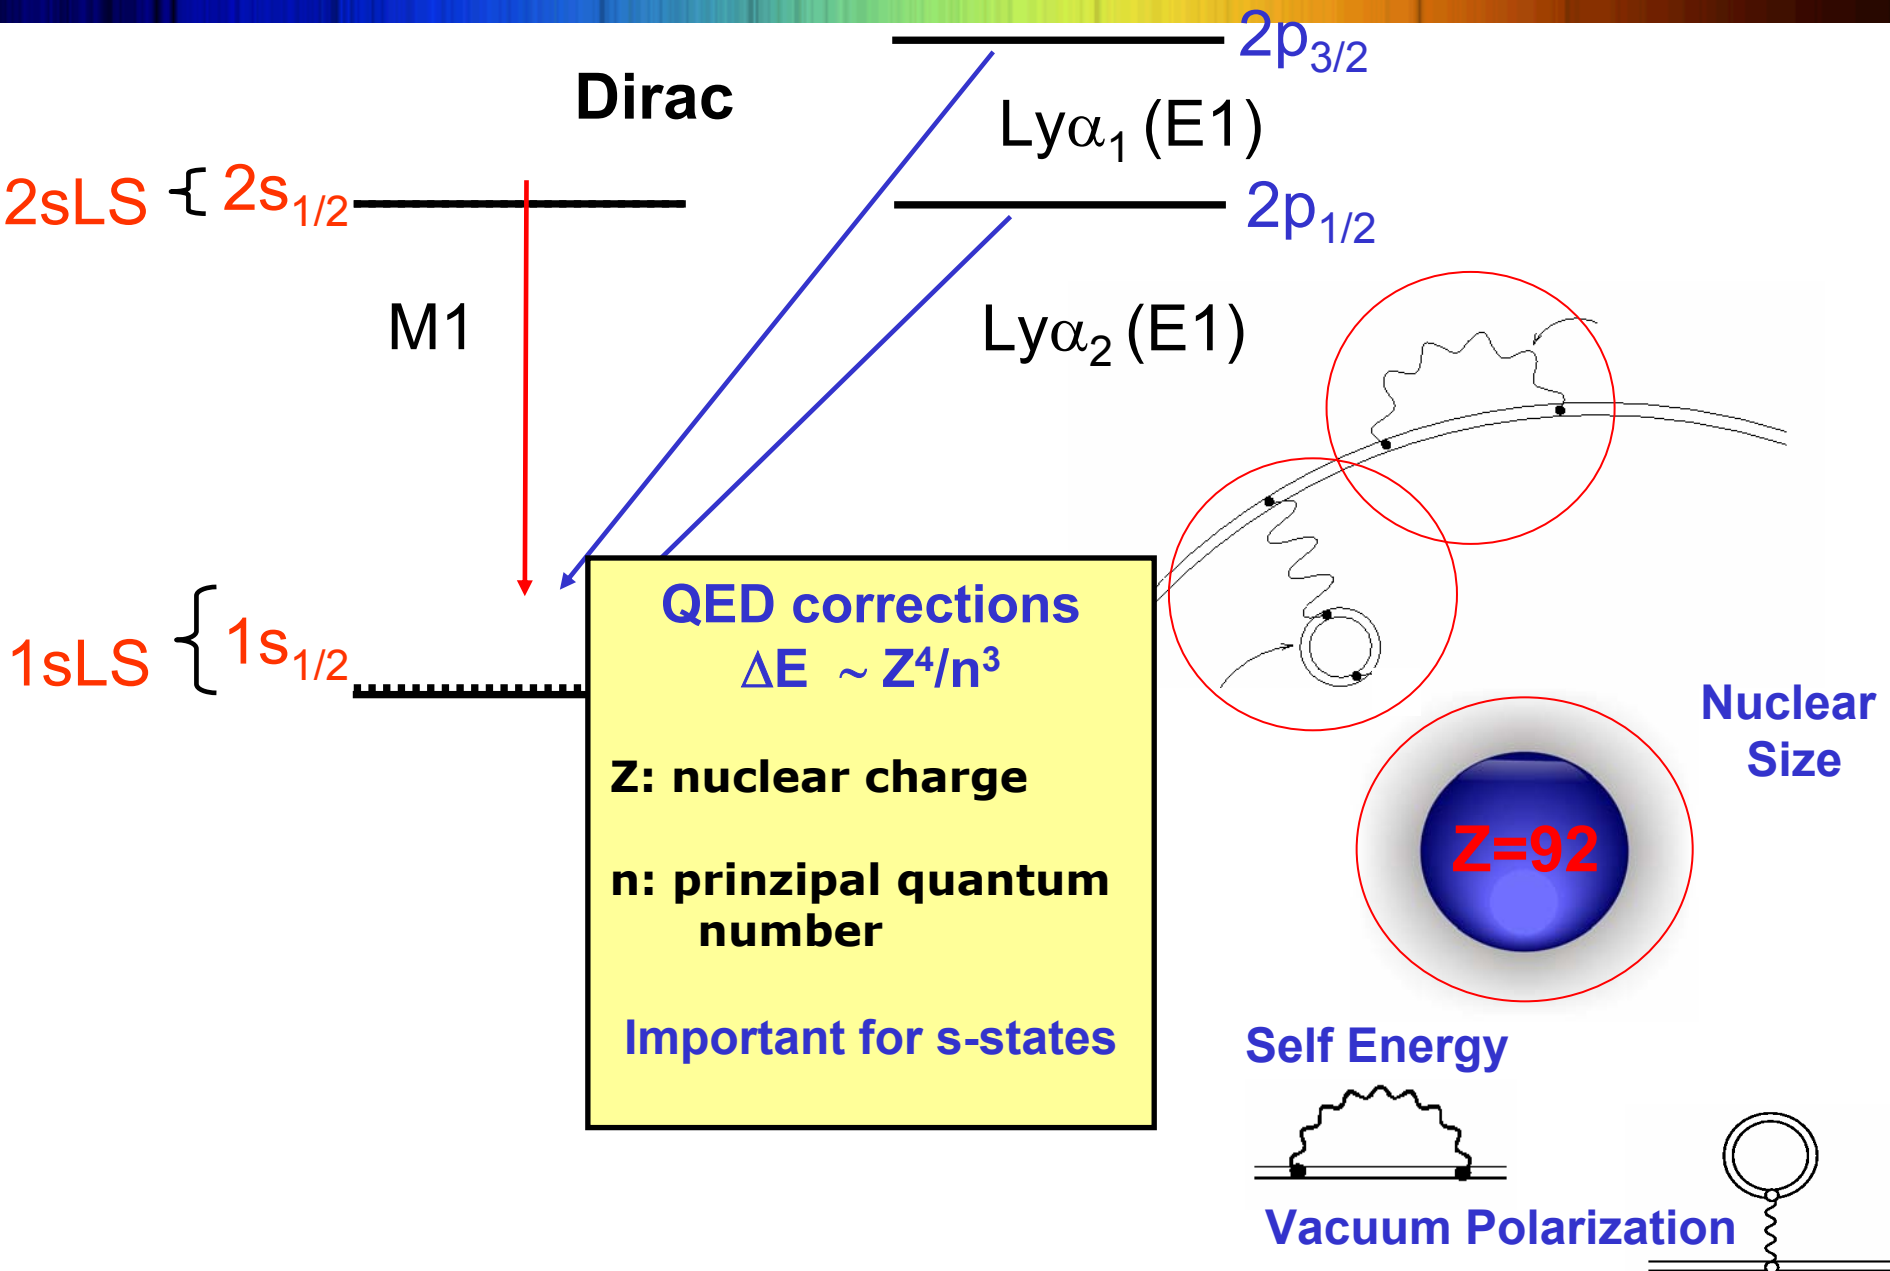 2p3/2
Dirac
Lyα1 (E1)
2sLS { 2s1/2
2p1/2
M1
Lyα2 (E1)
1sLS { 1s1/2
QED corrections
ΔE ~ Z⁴/n³
Z: nuclear charge
n: prinzipal quantum
number
Important for s-states
Nuclear
Size
Z=92
Self Energy
Vacuum Polarization